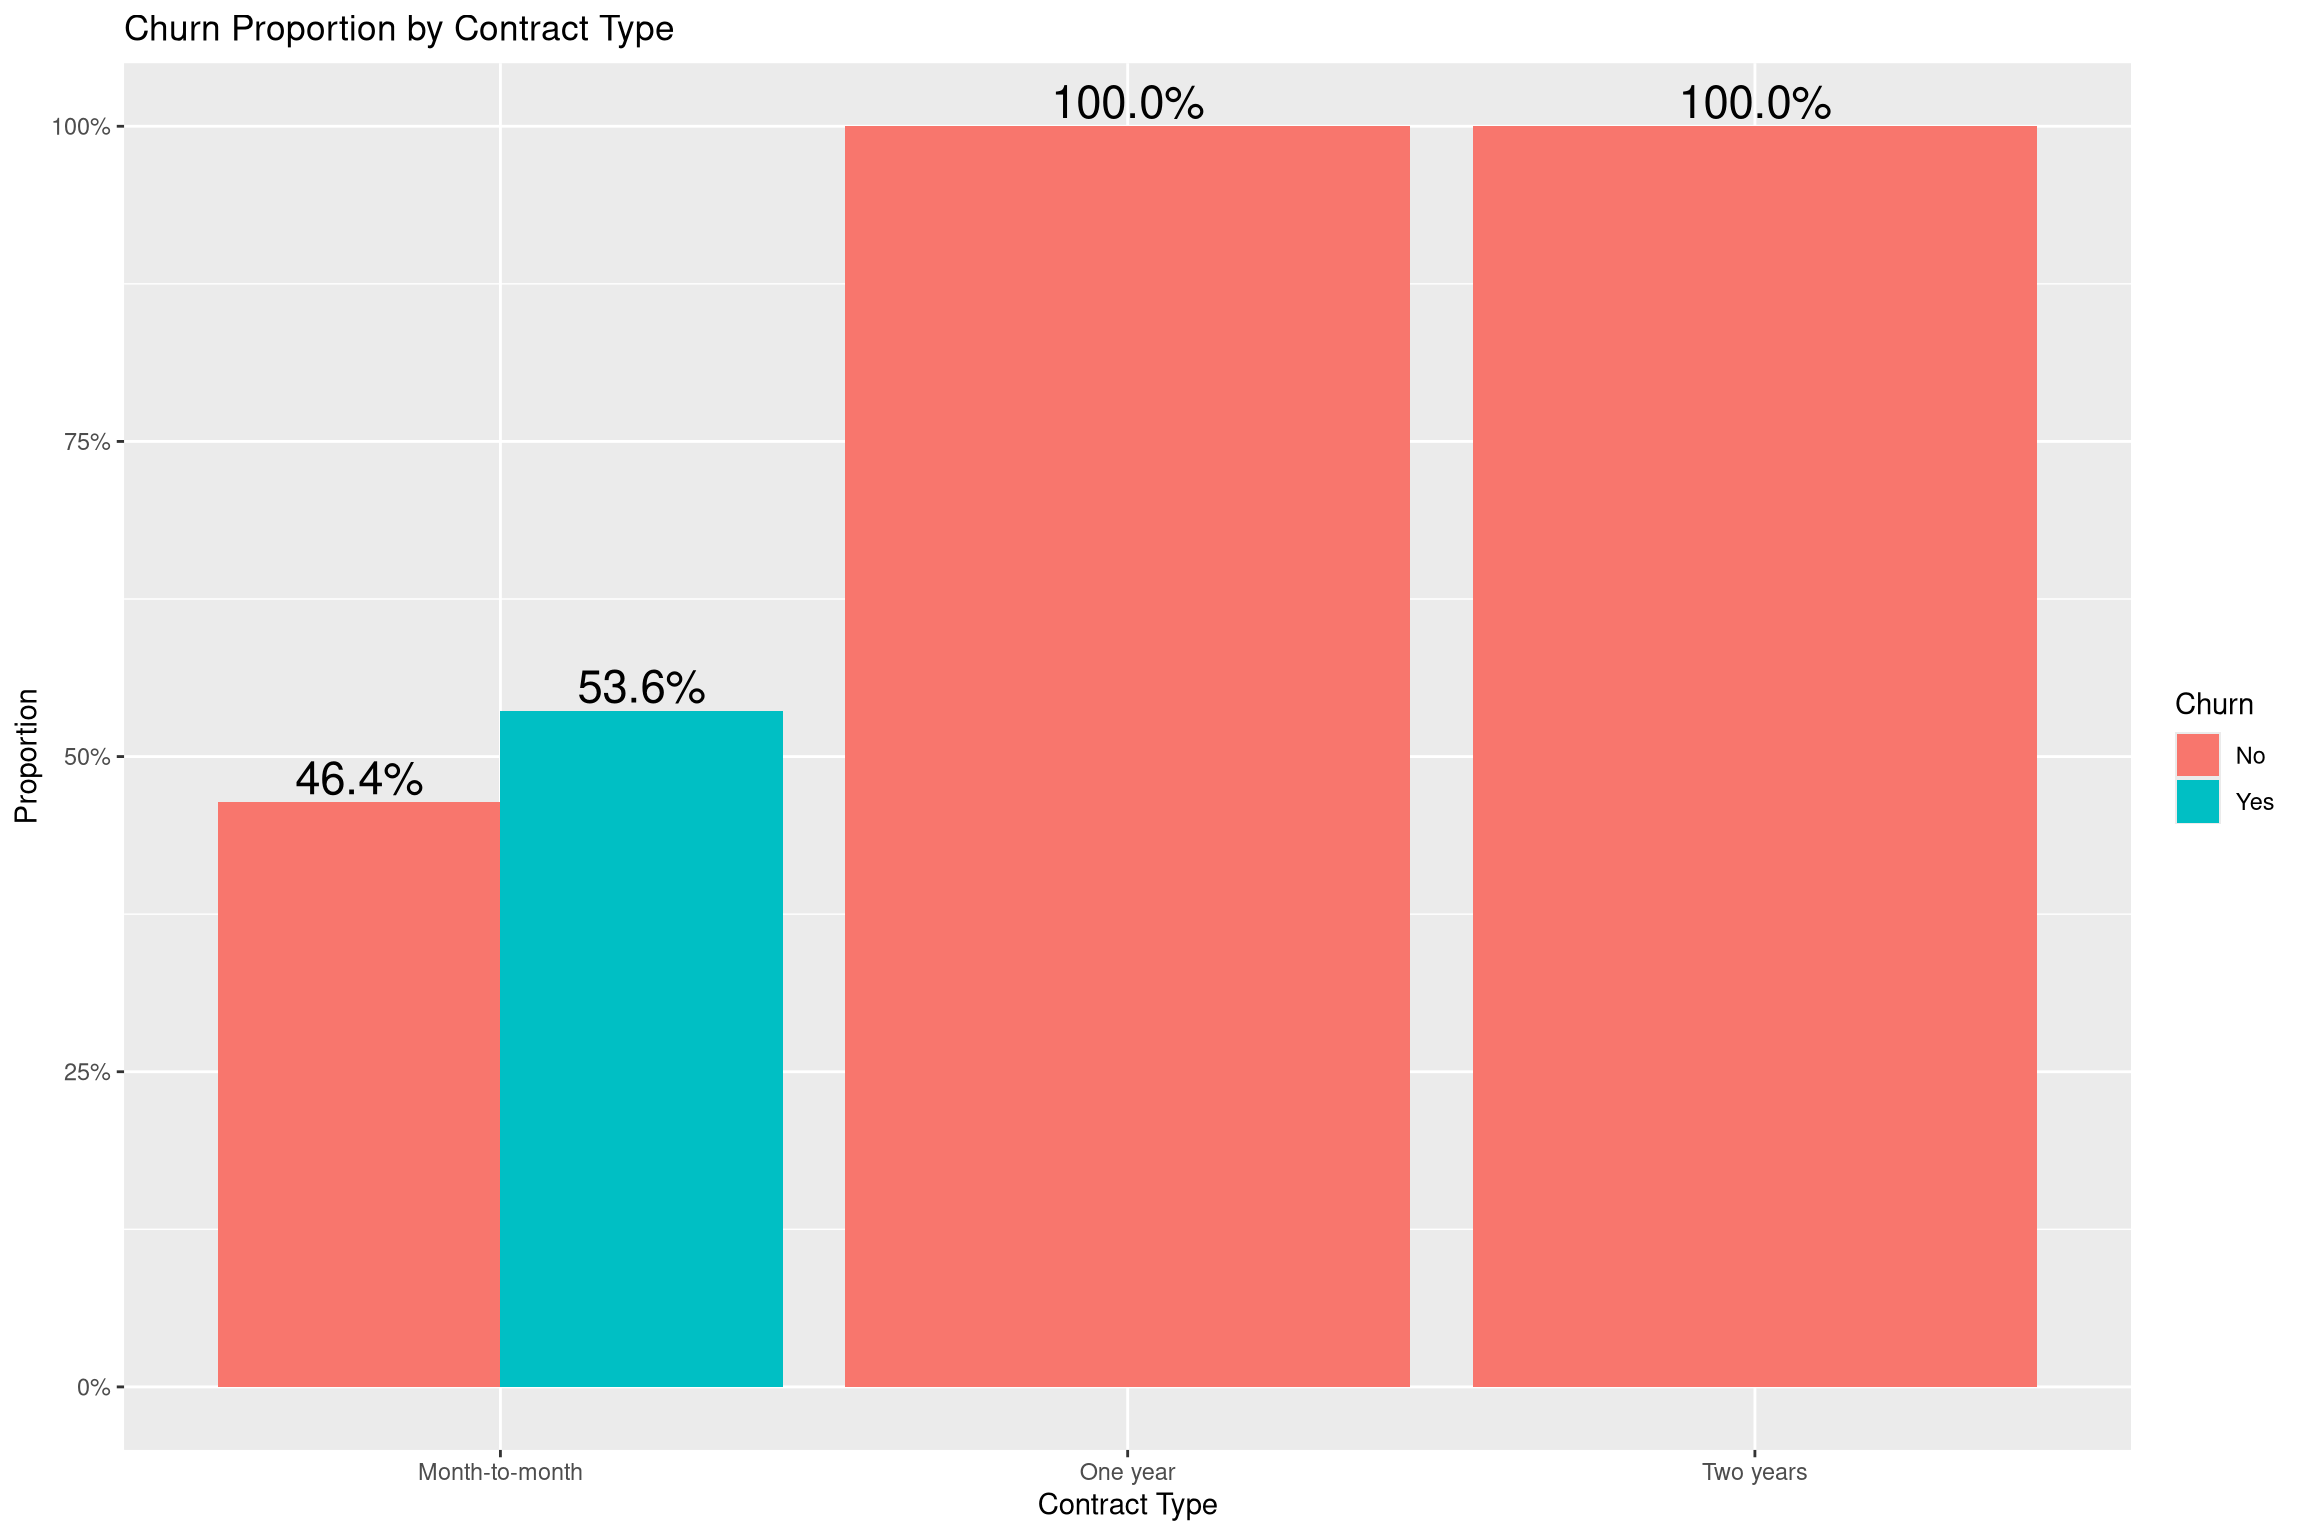 Churn Proportion by Contract Type
100.0%
100.0%
100%
75%
53.6%
46.4%
50%
25%
0%
Proportion
Churn
No
Yes
Month-to-month
One year
Two years
Contract Type